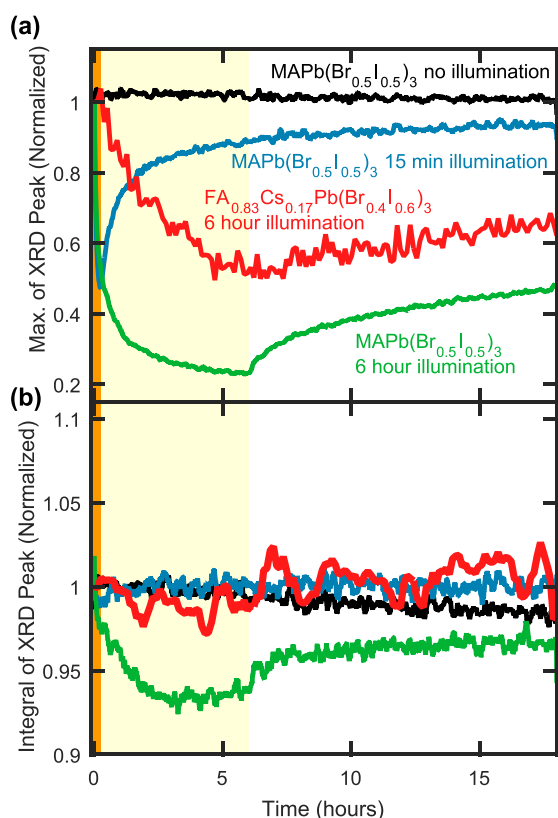 (a)
Max. of XRD Peak (Normalized)
1
0.8
0.6
0.4
0.2
MAPb(Br0.5I0.5)3 no illumination
MAPb(Br0.5I0.5)3 15 min illumination
FA0.83Cs0.17Pb(Br0.4I0.6)3
6 hour illumination
MAPb(Br0.5I0.5)3
6 hour illumination
(b)
Integral of XRD Peak (Normalized)
1.1
1.05
1
0.95
0.9
0 5 10 15
Time (hours)